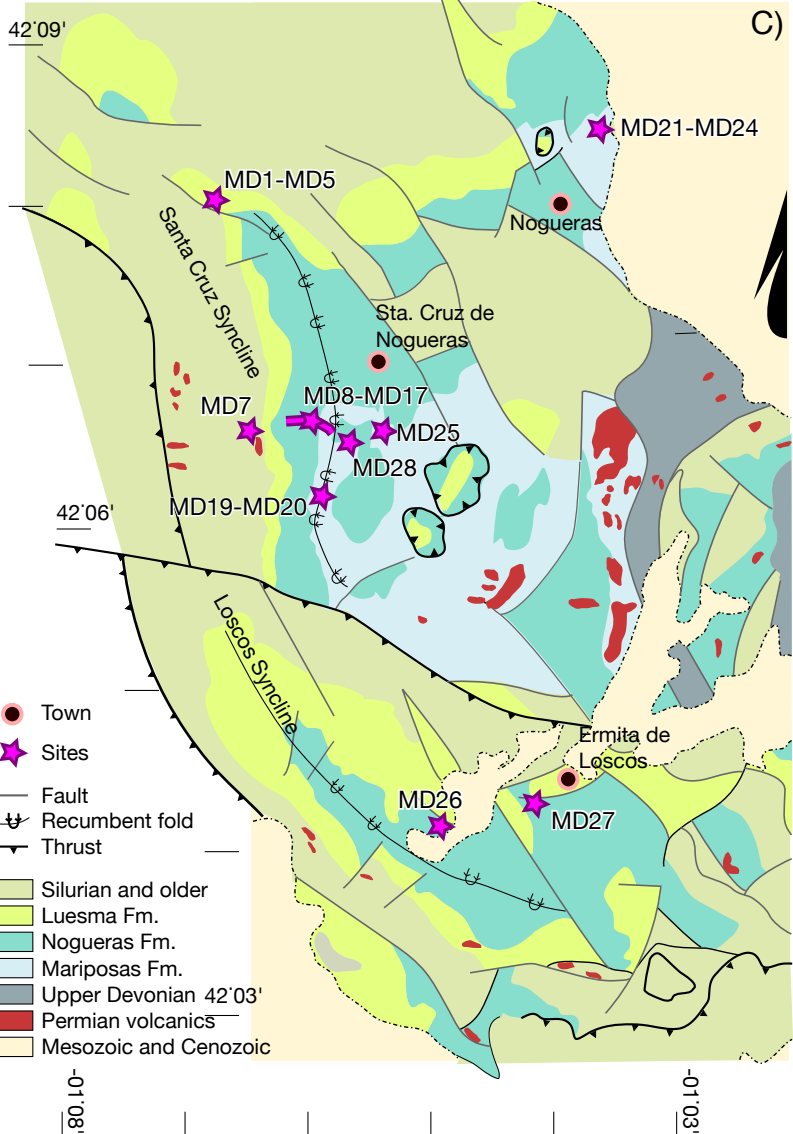 C)
42°09'
MD21-MD24
MD1-MD5
Nogueras
Santa Cruz Syncline
Sta. Cruz de
Nogueras
MD7
MD8-MD17
MD25
MD28
MD19-MD20
42°06'
Loscos Syncline
Ermita de
Loscos
MD26
MD27
Town
Sites
Fault
Recumbent fold
Thrust
Silurian and older
Luesma Fm.
Nogueras Fm.
Mariposas Fm.
Upper Devonian
42°03'
Permian volcanics
Mesozoic and Cenozoic
-01°08'
-01°03'